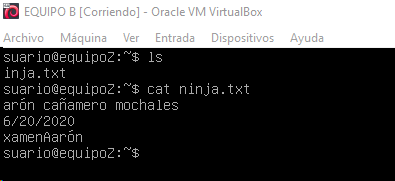 EQUIPO B [Corriendo] - Oracle VM VirtualBox
Archivo Máquina Ver Entrada Dispositivos Ayuda
suario@equipoZ:~$ ls
inja.txt
suario@equipoZ:~$ cat ninja.txt
arón cañamero mochales
6/20/2020
xamenAarón
suario@equipoZ:~$